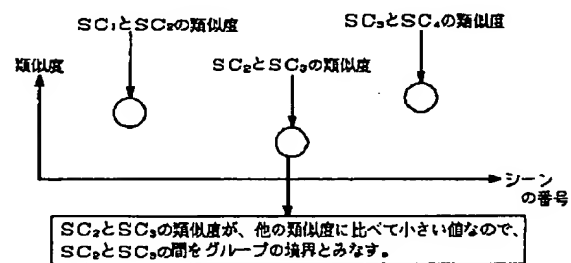 SC₁とSC₂の類似度
SC₃とSC₄の類似度
類似度
SC₂とSC₃の類似度
シーン
の番号
SC₂とSC₃の類似度が、他の類似度に比べて小さい値なので、
SC₂とSC₃の間をグループの境界とみなす。